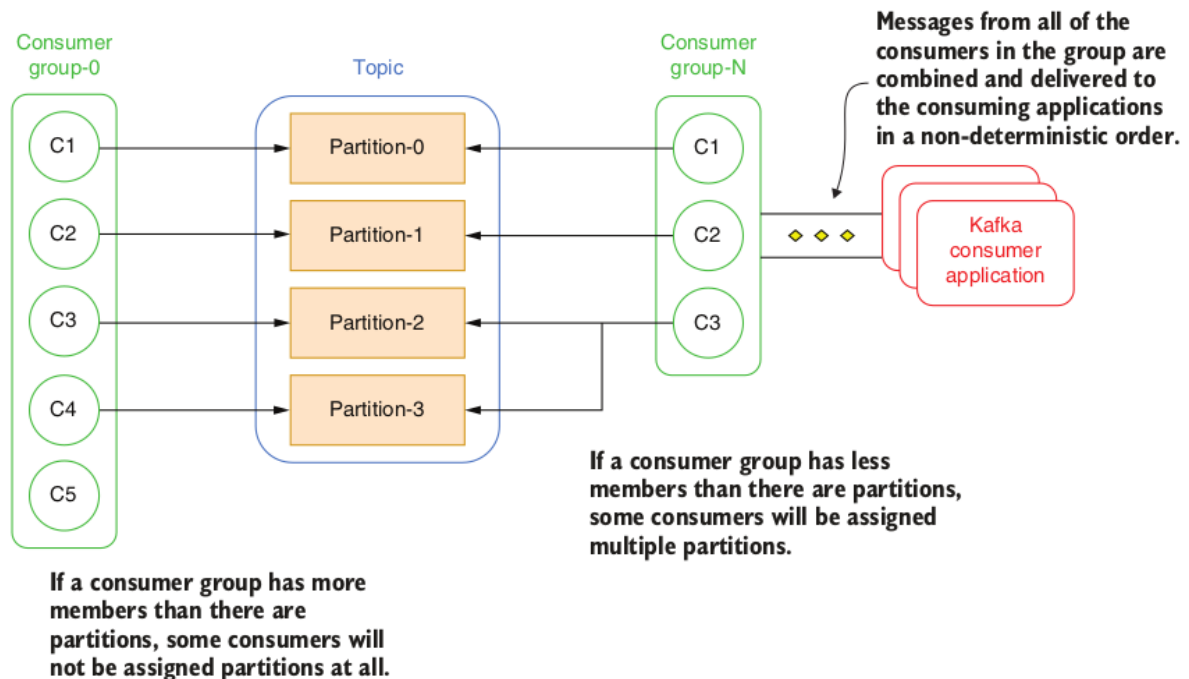 Consumer
group-0
C1
C2
C3
C4
C5
Topic
Partition-0
Partition-1
Partition-2
Partition-3
Consumer
group-N
C1
C2
C3
Messages from all of the
consumers in the group are
combined and delivered to
the consuming applications
in a non-deterministic order.
Kafka
consumer
application
If a consumer group has less
members than there are partitions,
some consumers will be assigned
multiple partitions.
If a consumer group has more
members than there are
partitions, some consumers will
not be assigned partitions at all.